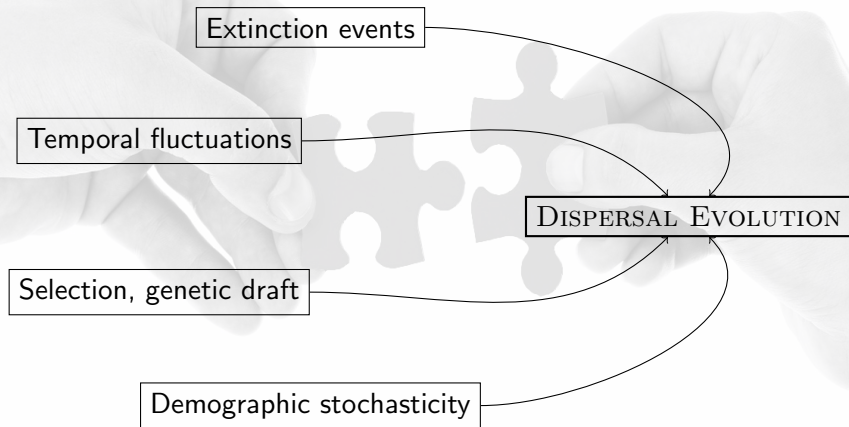 Extinction events
Temporal fluctuations
DISPERSAL EVOLUTION
Selection, genetic draft
Demographic stochasticity